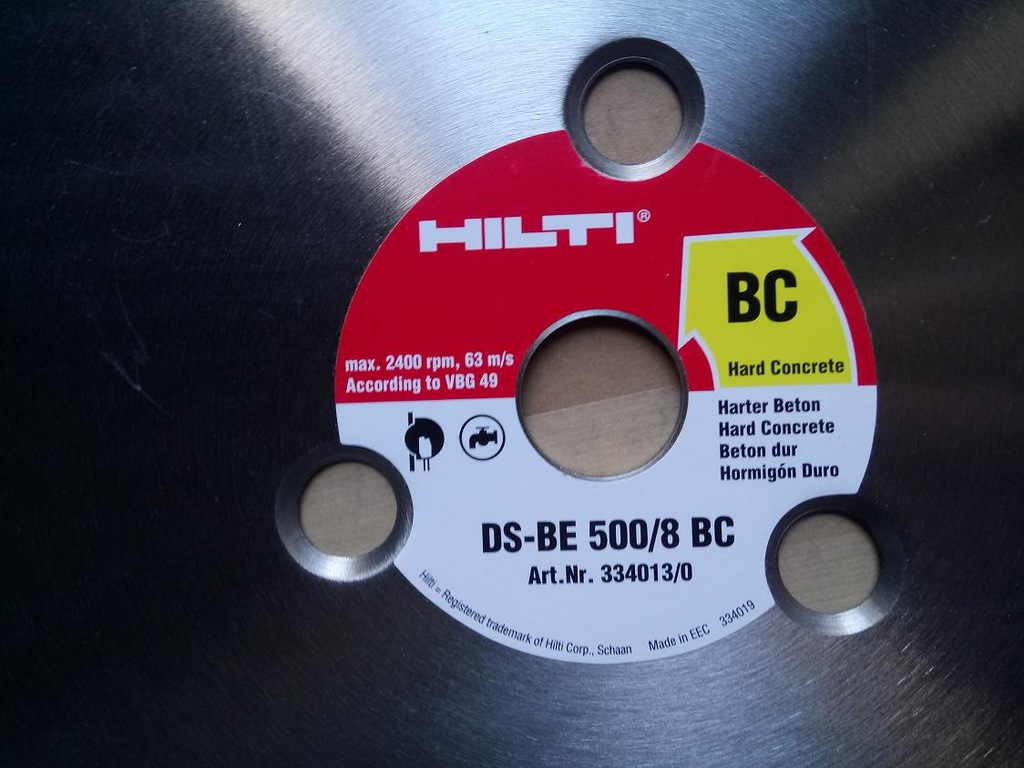 HILTI®
BC
Hard Concrete
max. 2400 rpm, 63 m/s
According to VBG 49
Harter Beton
Hard Concrete
Beton dur
Hormigón Duro
DS-BE 500/8 BC
Art.Nr. 334013/0
Hilti = Registered trademark of Hilti Corp., Schaan Made in EEC 334019